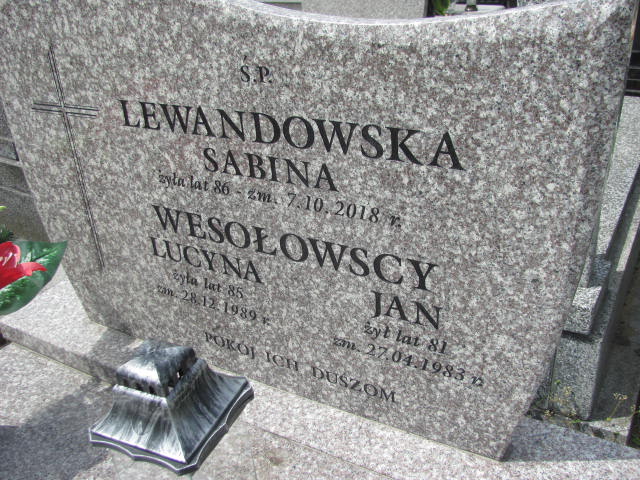 Ś.P.
LEWANDOWSKA
SABINA
żyła lat 86 - zm. 7.10.2018 r.
WESOŁOWSCY
LUCYNA
żyła lat 85
zm. 28.12.1989 r.
JAN
żył lat 81
zm. 27.04.1983 r.
POKÓJ ICH DUSZOM